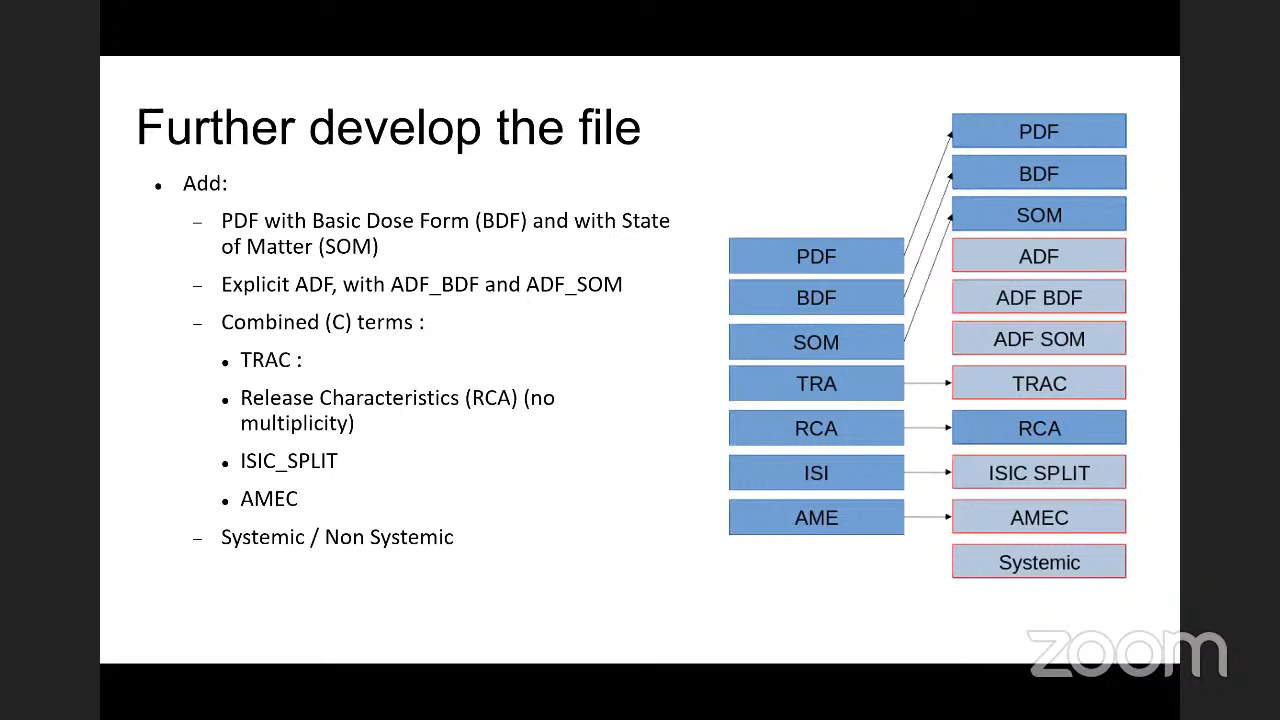 Further develop the file
● Add:
– PDF with Basic Dose Form (BDF) and with State
of Matter (SOM)
– Explicit ADF, with ADF_BDF and ADF_SOM
– Combined (C) terms :
● TRAC :
● Release Characteristics (RCA) (no
multiplicity)
● ISIC_SPLIT
● AMEC
– Systemic / Non Systemic
PDF
BDF
SOM
TRA
RCA
ISI
AME
PDF
BDF
SOM
ADF
ADF BDF
ADF SOM
TRAC
RCA
ISIC SPLIT
AMEC
Systemic
zoom